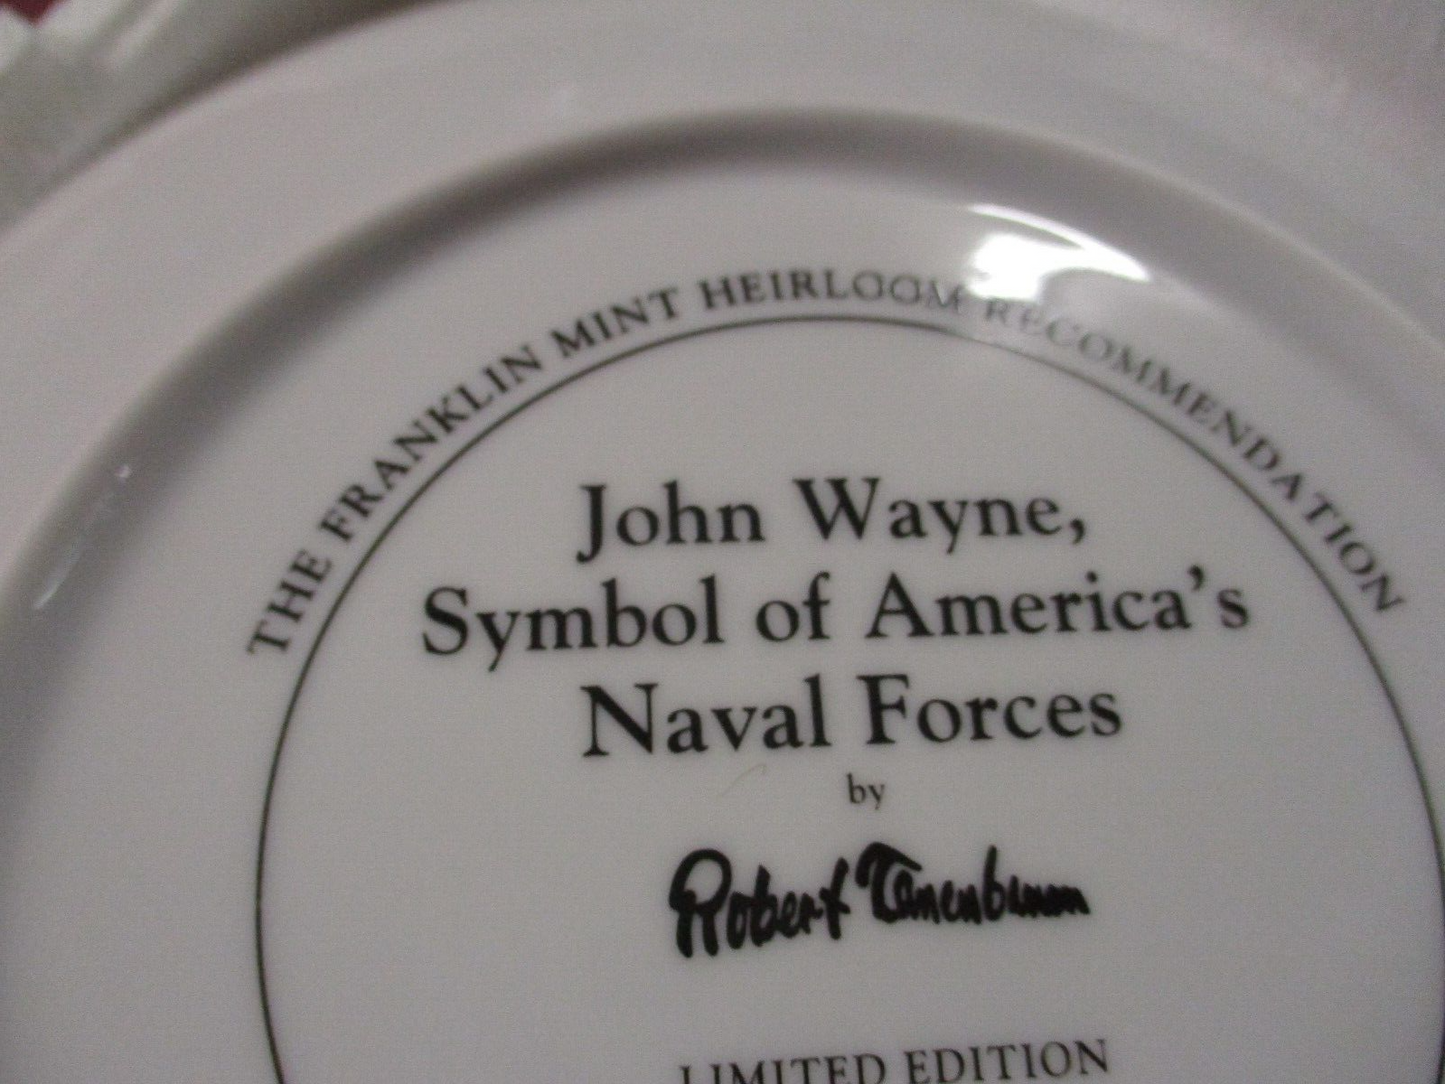 THE FRANKLIN MINT HEIRLOOM RECOMMENDATION
John Wayne,
Symbol of America's
Naval Forces
by
Robert Tanenbaum
LIMITED EDITION